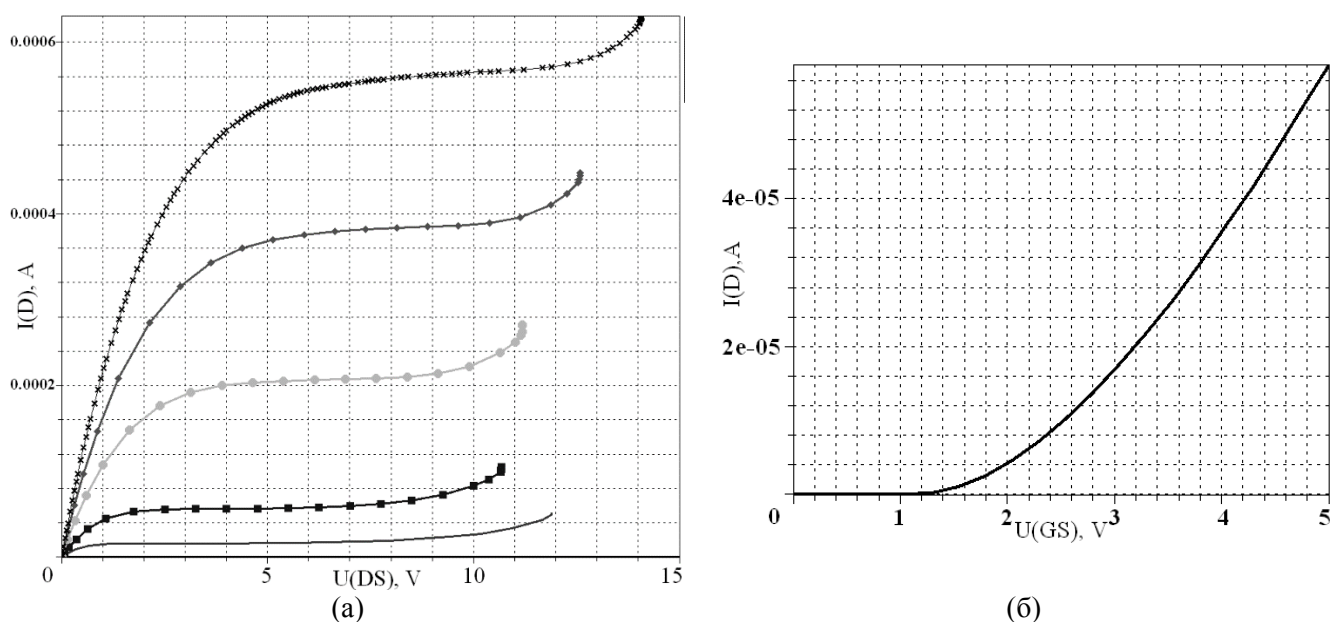 0.0006
0.0004
0.0002
I(D), A
0
5
10
15
U(DS), V
(а)
4e-05
2e-05
I(D),A
0
1
2
3
4
5
U(GS), V
(б)